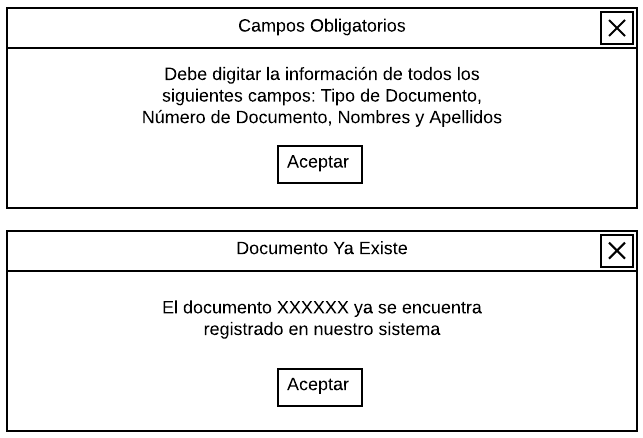 Campos Obligatorios
Debe digitar la información de todos los
siguientes campos: Tipo de Documento,
Número de Documento, Nombres y Apellidos
Aceptar
Documento Ya Existe
El documento XXXXXX ya se encuentra
registrado en nuestro sistema
Aceptar